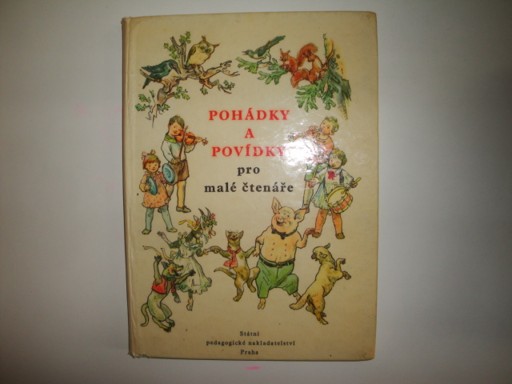 POHÁDKY
A
POVÍDKY
pro
malé čtenáře
Státní
pedagogické nakladatelství
Praha